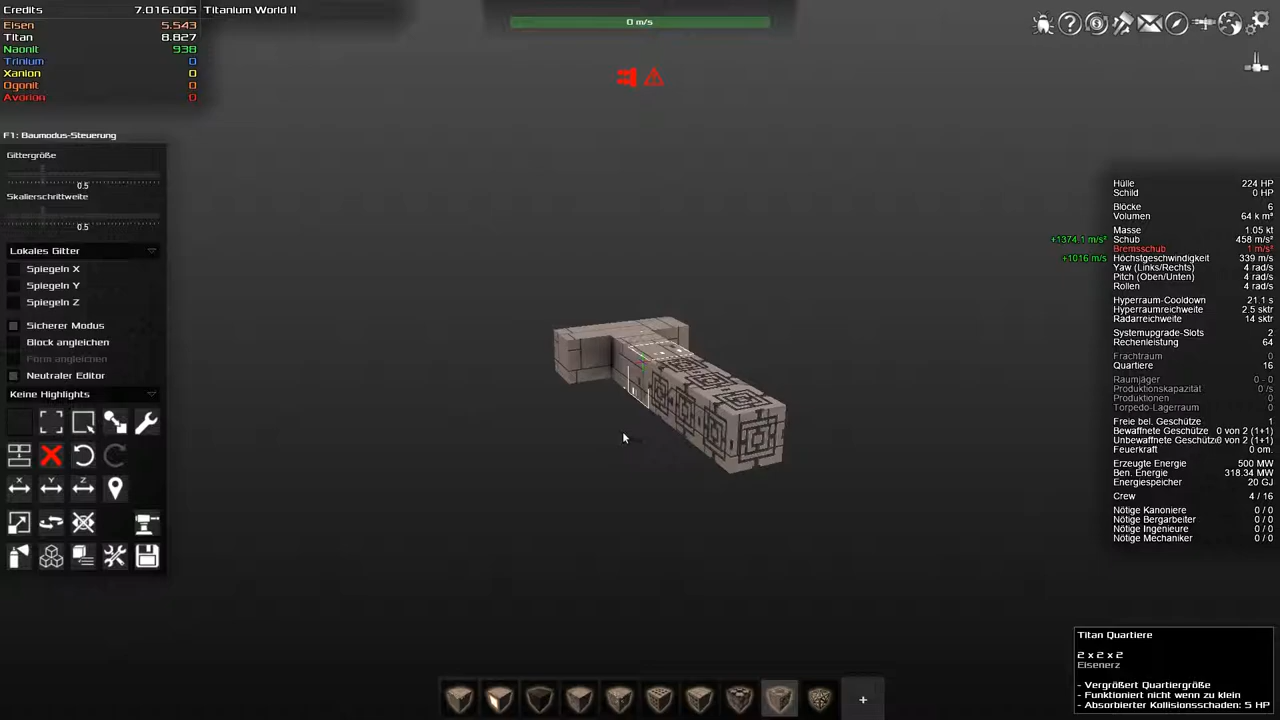 Credits 7.016.005 Titanium World II
Eisen 5.543
Titan 8.827
Naonit 938
Trinium 0
Xanion 0
Ogonit 0
Avorion 0
0 m/s
F1: Baumodus-Steuerung
Gittergröße
0.5
Skalierschrittweite
0.5
Lokales Gitter
Spiegeln X
Spiegeln Y
Spiegeln Z
Sicherer Modus
Block angleichen
Form angleichen
Neutraler Editor
Keine Highlights
X Y Z
Hülle 224 HP
Schild 0 HP
Blöcke 6
Volumen 64 k m³
Masse 1.05 kt
+1374.1 m/s² Schub 458 m/s²
Bremsschub 1 m/s²
+1016 m/s Höchstgeschwindigkeit 339 m/s
Yaw (Links/Rechts) 4 rad/s
Pitch (Oben/Unten) 4 rad/s
Rollen 4 rad/s
Hyperraum-Cooldown 21.1 s
Hyperraumreichweite 2.5 sktr
Radarreichweite 14 sktr
Systemupgrade-Slots 2
Rechenleistung 64
Frachtraum 0
Quartiere 16
Raumjäger 0 - 0
Produktionskapazität 0 /s
Produktionen 0
Torpedo-Lagerraum 0
Freie bel. Geschütze 1
Bewaffnete Geschütze 0 von 2 (1+1)
Unbewaffnete Geschütze 0 von 2 (1+1)
Feuerkraft 0 om.
Erzeugte Energie 500 MW
Ben. Energie 318.34 MW
Energiespeicher 20 GJ
Crew 4 / 16
Nötige Kanoniere 0 / 0
Nötige Bergarbeiter 0 / 0
Nötige Ingenieure 0 / 0
Nötige Mechaniker 0 / 0
Titan Quartiere
2 x 2 x 2
Eisenerz
- Vergrößert Quartiergröße
- Funktioniert nicht wenn zu klein
- Absorbierter Kollisionsschaden: 5 HP